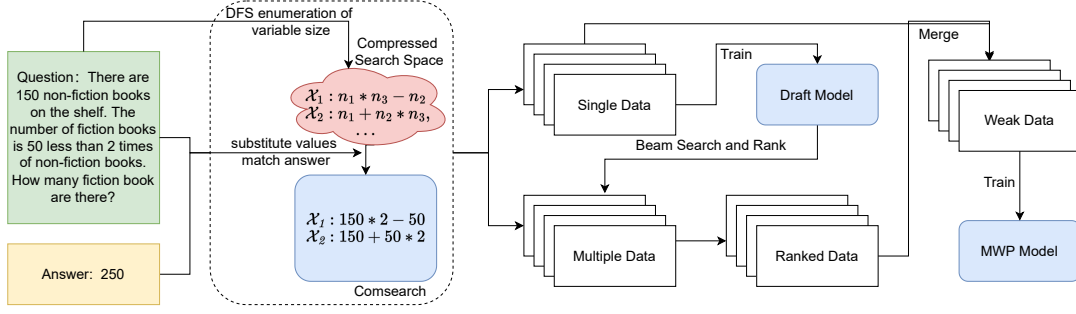 DFS enumeration of
variable size
Compressed
Search Space
Question: There are
150 non-fiction books
on the shelf. The
number of fiction books
is 50 less than 2 times
of non-fiction books.
How many fiction book
are there?
Answer: 250
𝒳₁ : n₁ * n₃ − n₂
𝒳₂ : n₁ + n₂ * n₃,
...
substitute values
match answer
𝒳₁ : 150 * 2 − 50
𝒳₂ : 150 + 50 * 2
Comsearch
Single Data
Train
Draft Model
Beam Search and Rank
Multiple Data
Ranked Data
Merge
Weak Data
Train
MWP Model